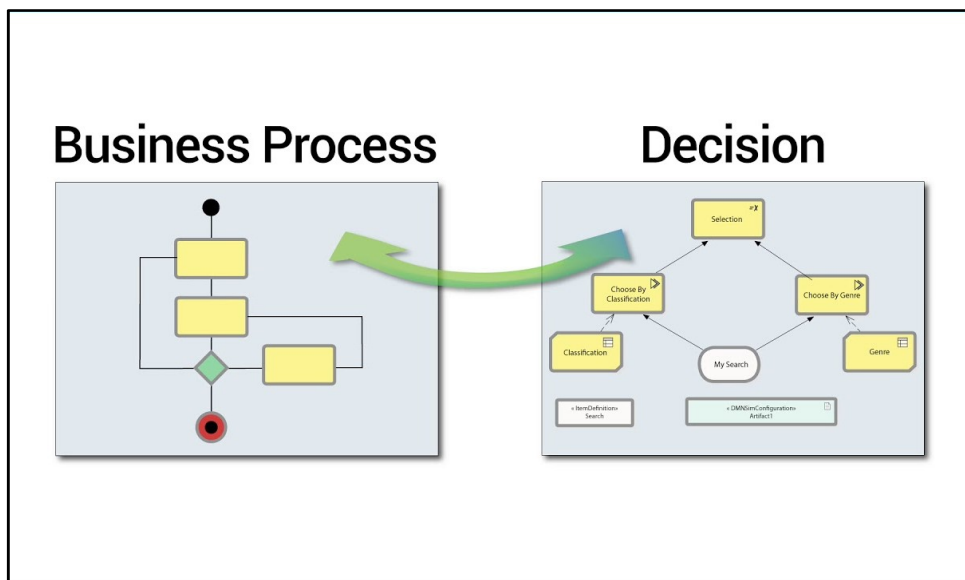 Business Process
Decision
Selection
Choose By
Classification
Choose By Genre
Classification
My Search
Genre
« ItemDefinition»
Search
« DMNSimConfiguration»
Artifact1